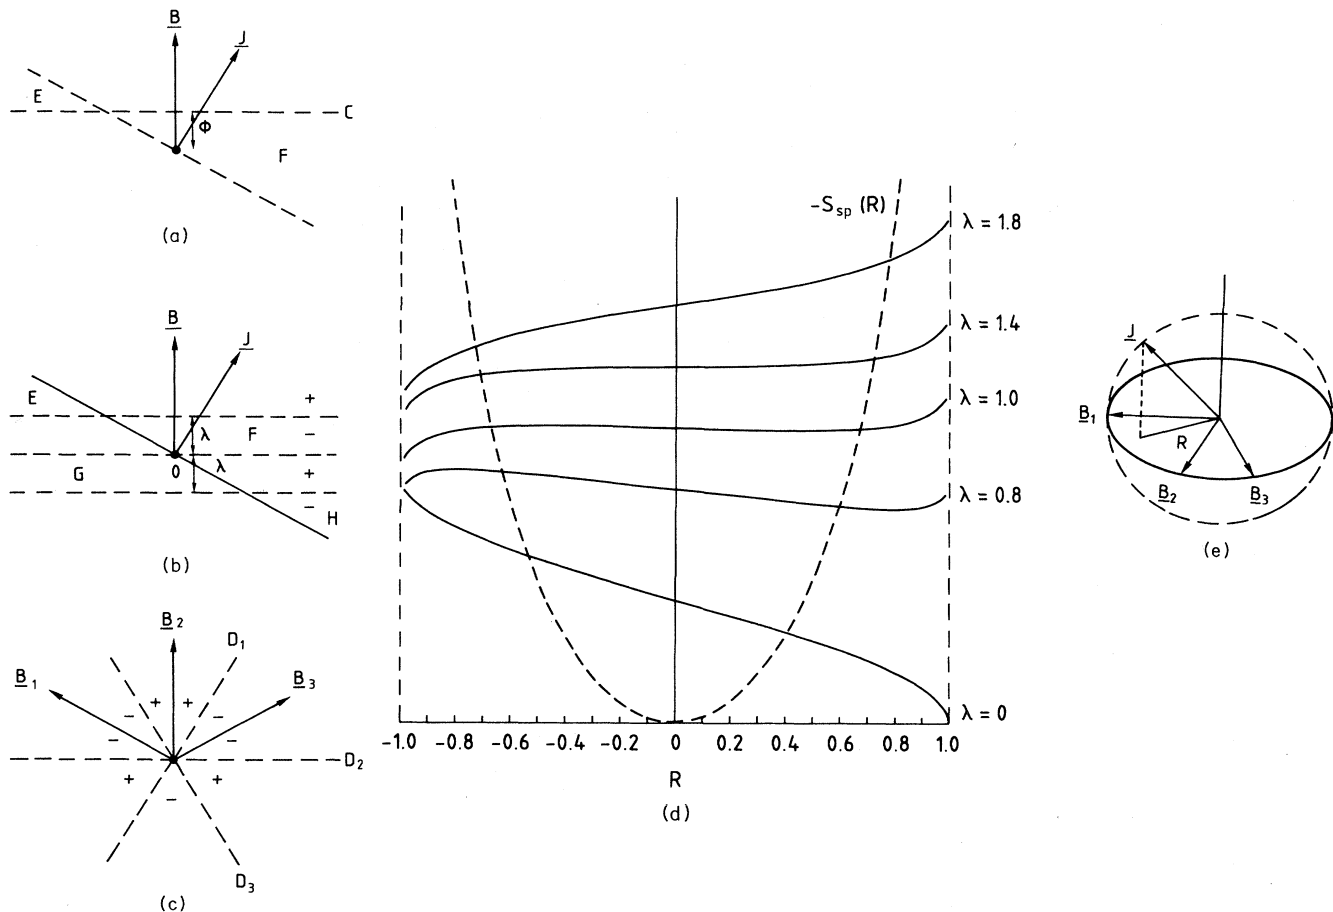 B
J
E
C
Φ
F
(a)
B
J
E
+
λ
F
−
G
0
λ
+
−
H
(b)
B2
D1
B1
B3
+ +
− −
− −
+ +
−
D2
D3
(c)
-Ssp (R)
λ = 1.8
λ = 1.4
λ = 1.0
λ = 0.8
λ = 0
-1.0 -0.8 -0.6 -0.4 -0.2 0 0.2 0.4 0.6 0.8 1.0
R
(d)
J
B1
R
B2
B3
(e)